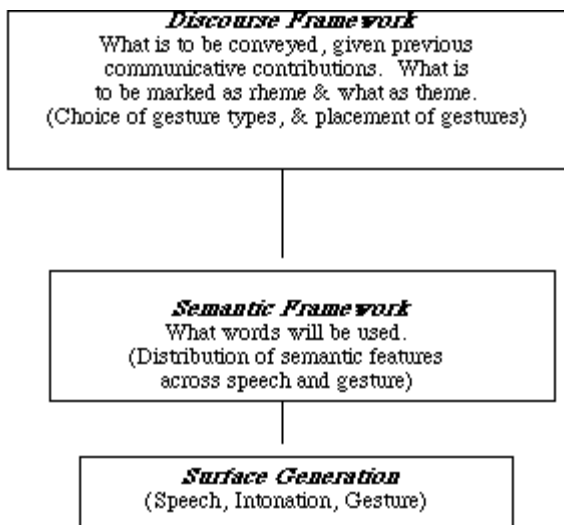 Discourse Framework
What is to be conveyed, given previous
communicative contributions. What is
to be marked as rheme & what as theme.
(Choice of gesture types, & placement of gestures)
Semantic Framework
What words will be used.
(Distribution of semantic features
across speech and gesture)
Surface Generation
(Speech, Intonation, Gesture)